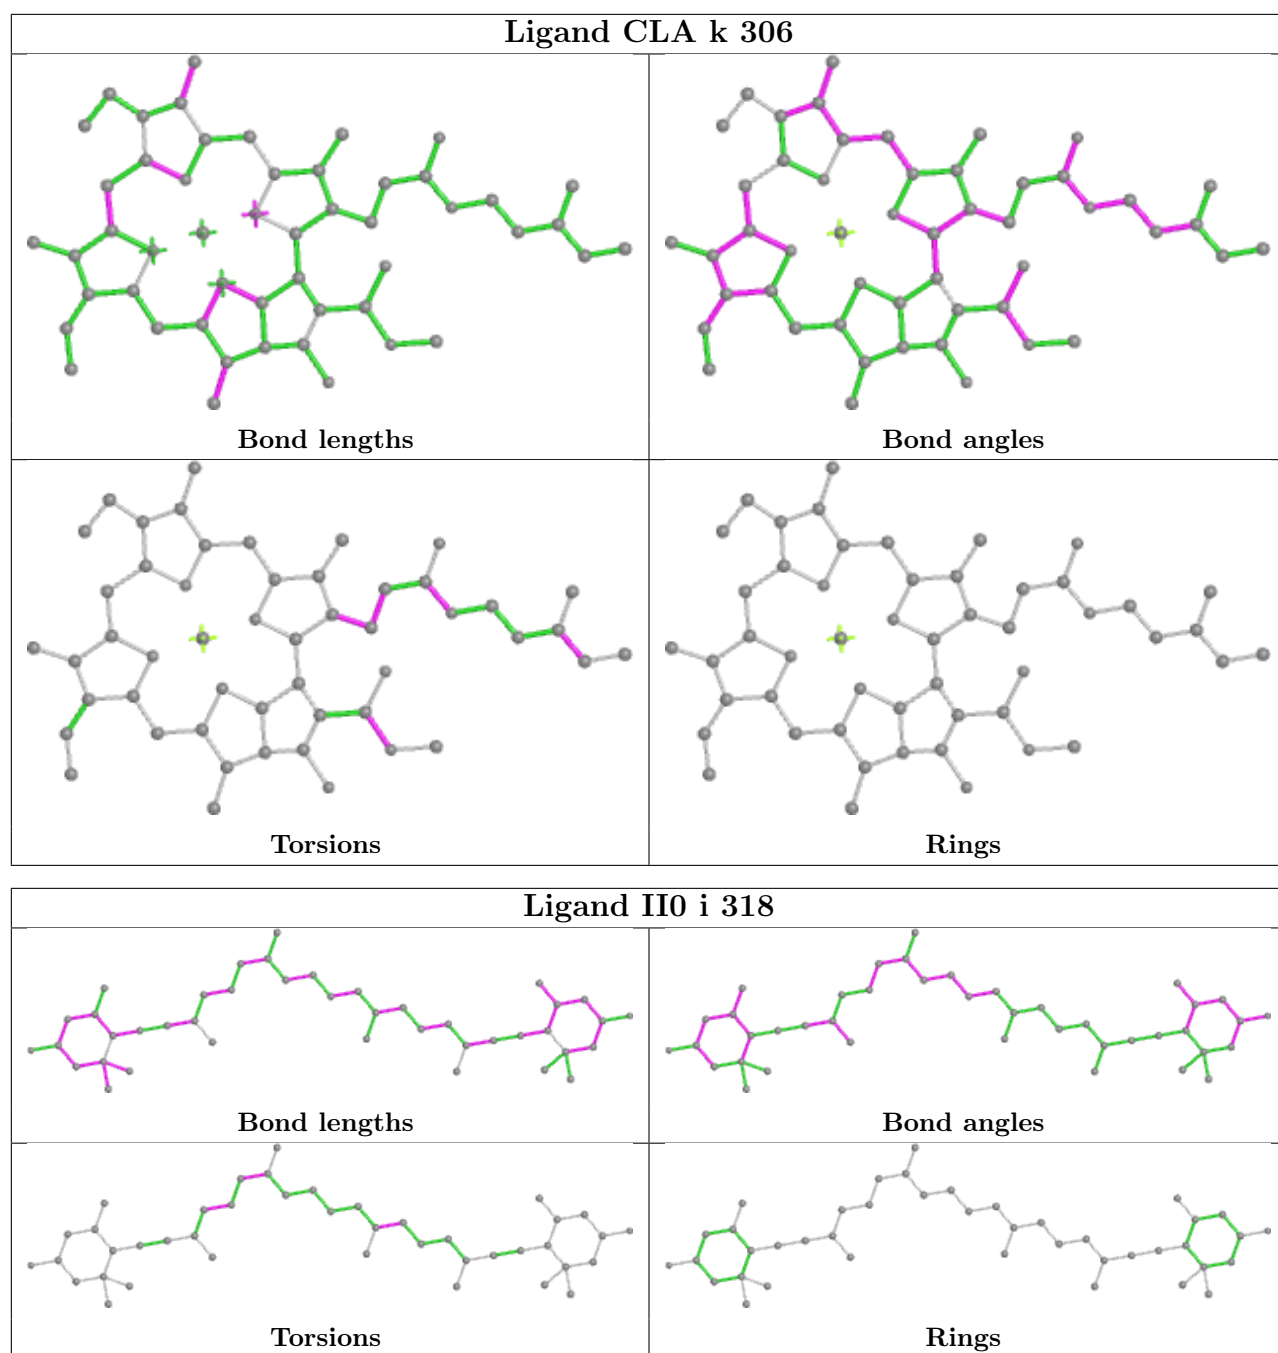 Ligand CLA k 306
Bond lengths
Bond angles
Torsions
Rings
Ligand II0 i 318
Bond lengths
Bond angles
Torsions
Rings